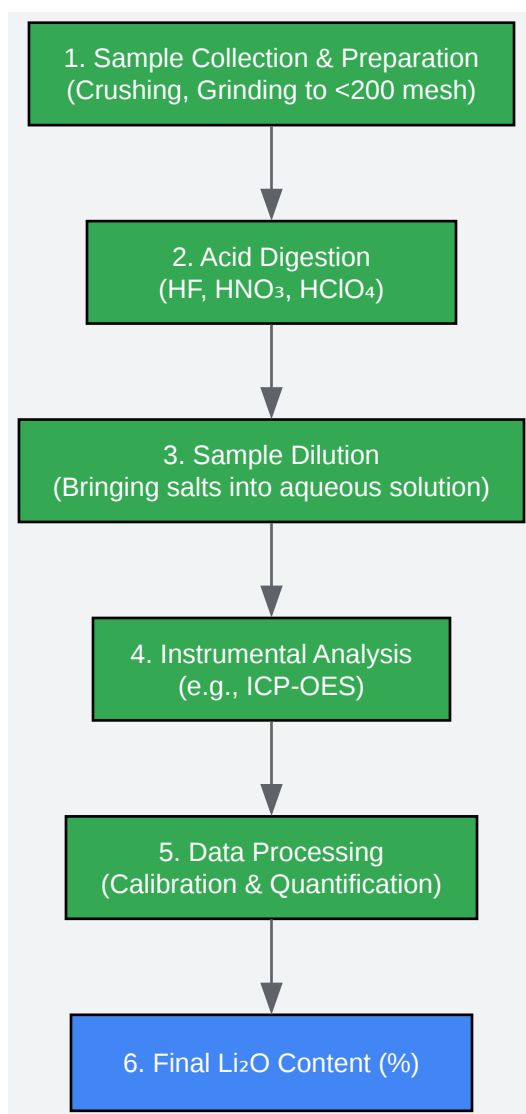 1. Sample Collection & Preparation
(Crushing, Grinding to <200 mesh)
2. Acid Digestion
(HF, HNO₃, HClO₄)
3. Sample Dilution
(Bringing salts into aqueous solution)
4. Instrumental Analysis
(e.g., ICP-OES)
5. Data Processing
(Calibration & Quantification)
6. Final Li₂O Content (%)